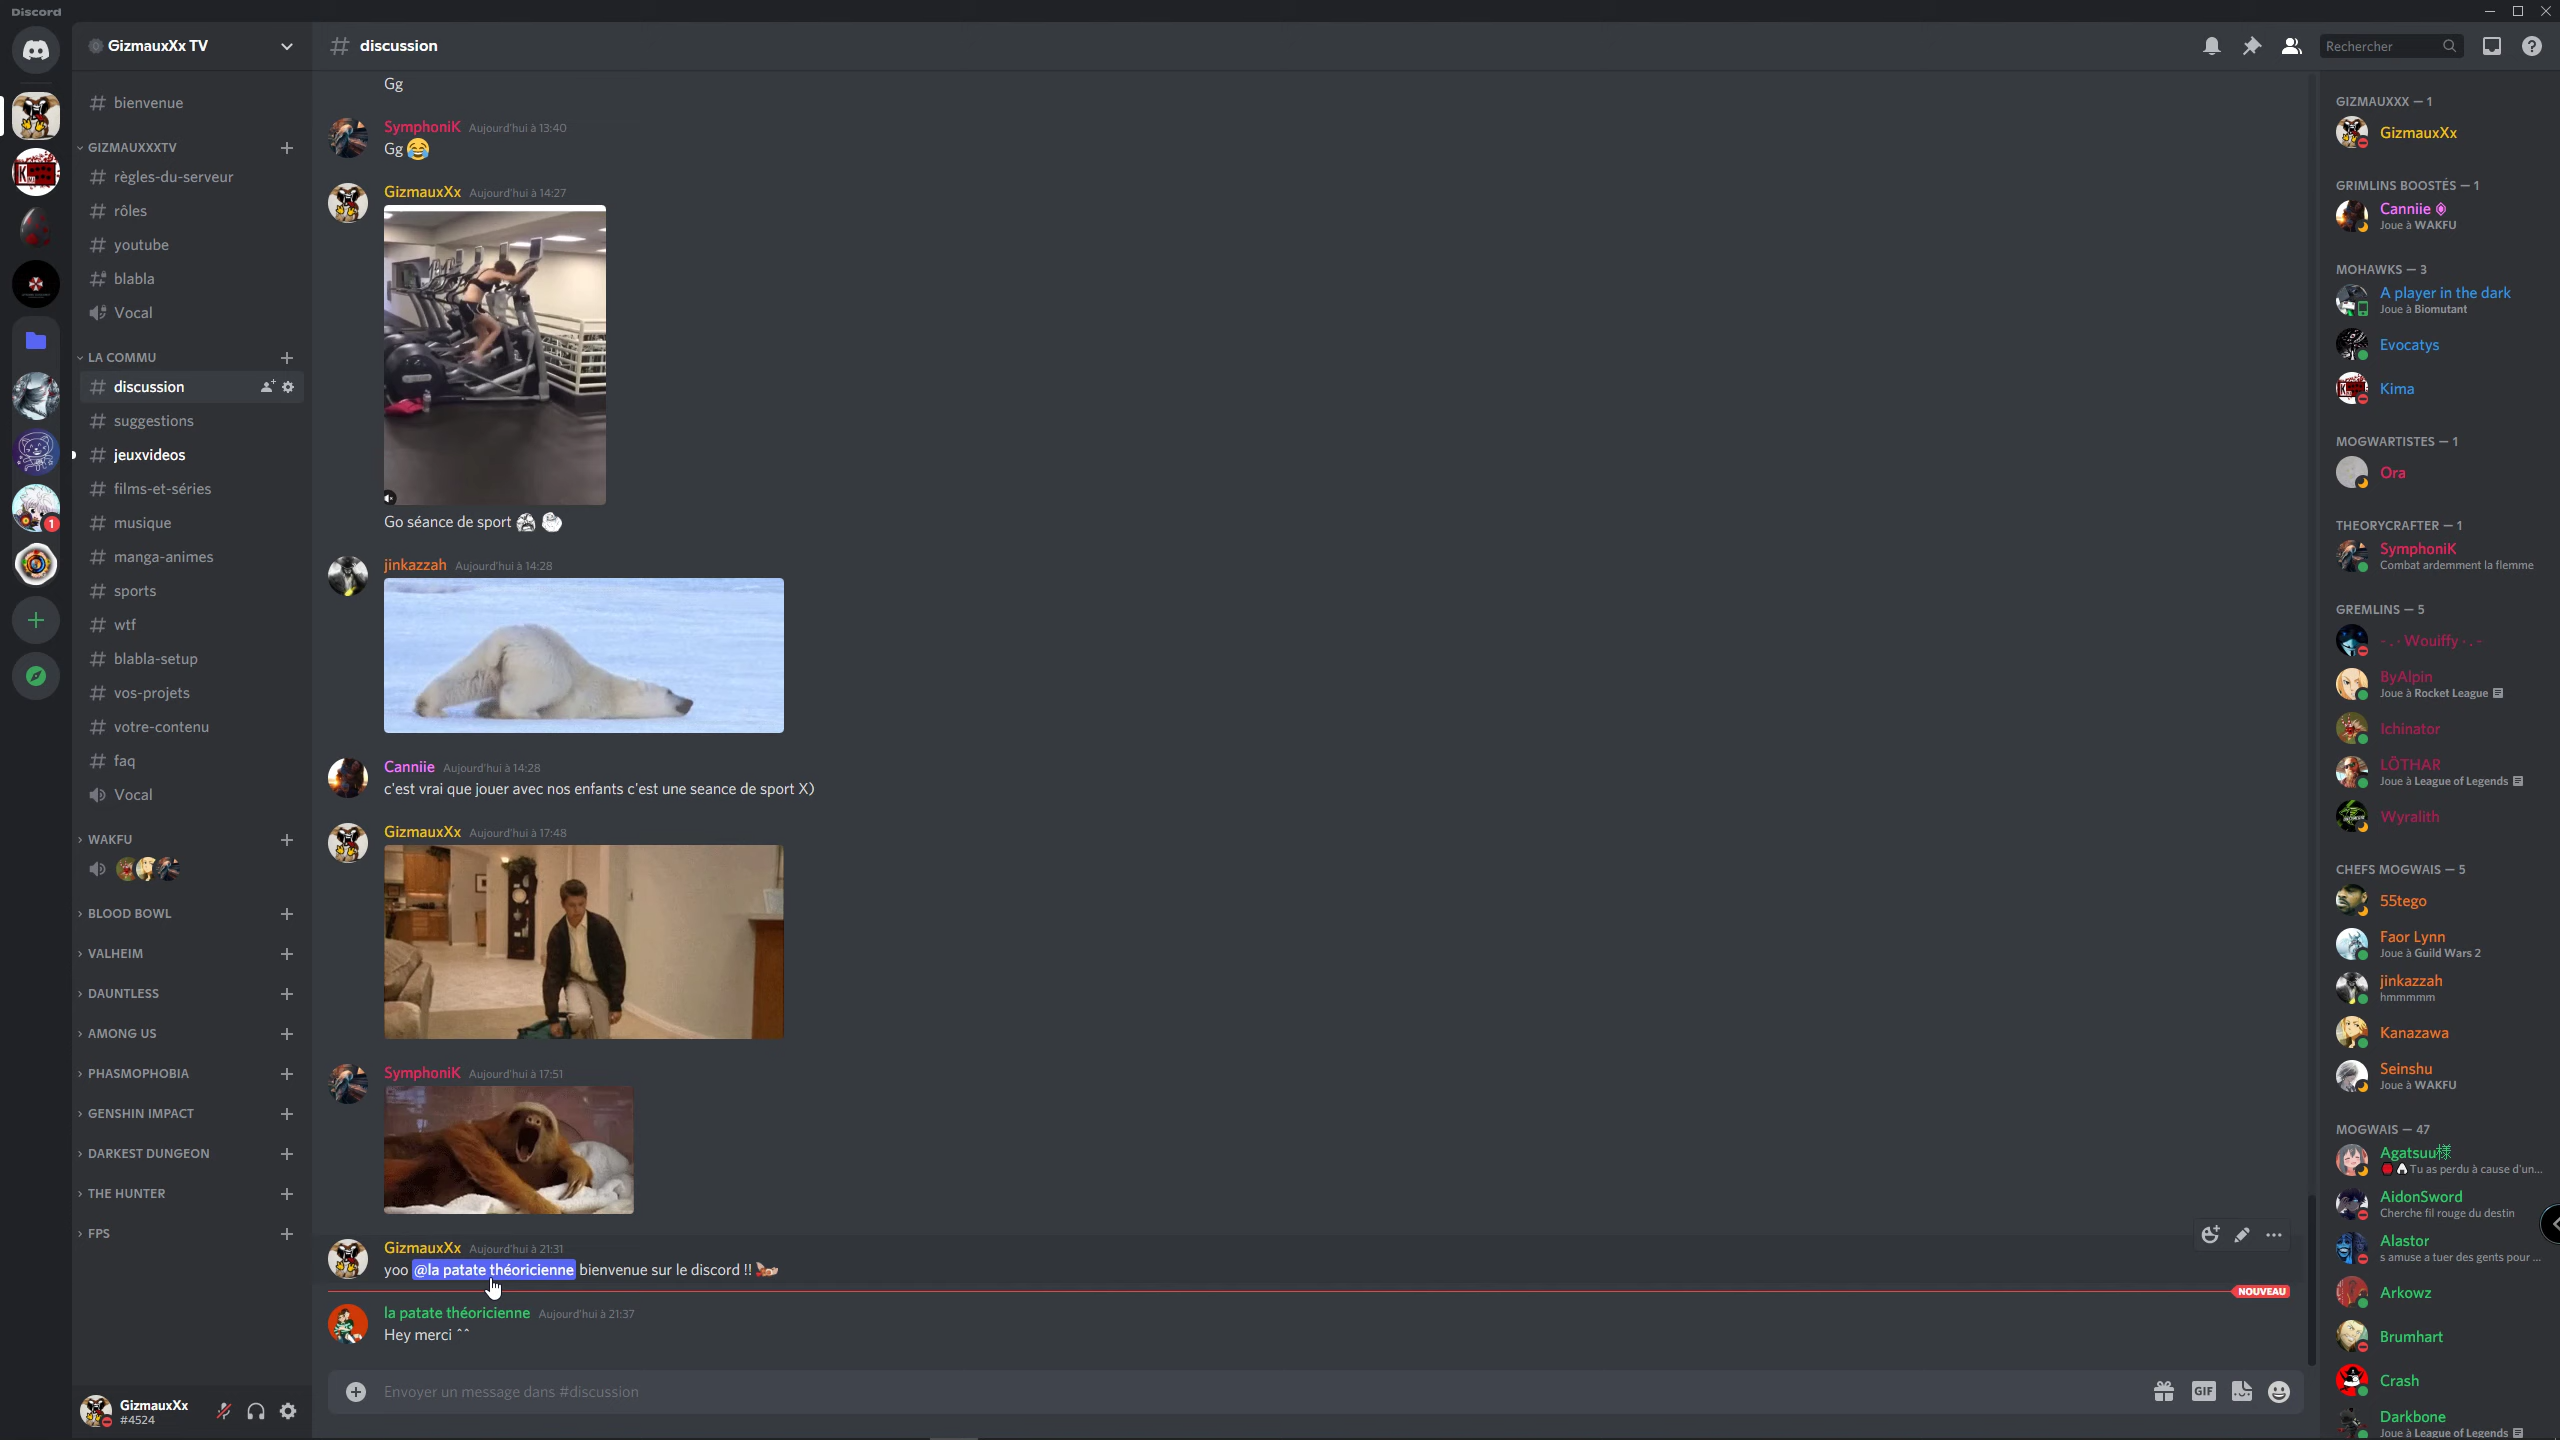 Discord
GizmauxXx TV
bienvenue
GIZMAUXXXTV
règles-du-serveur
rôles
youtube
blabla
Vocal
LA COMMU
discussion
suggestions
jeuxvideos
films-et-séries
musique
manga-animes
sports
wtf
blabla-setup
vos-projets
votre-contenu
faq
Vocal
WAKFU
BLOOD BOWL
VALHEIM
DAUNTLESS
AMONG US
PHASMOPHOBIA
GENSHIN IMPACT
DARKEST DUNGEON
THE HUNTER
FPS
GizmauxXx
#4524
1
discussion
Rechercher
Gg
SymphoniK Aujourd'hui à 13:40
Gg 😂
GizmauxXx Aujourd'hui à 14:27
Go séance de sport
jinkazzah Aujourd'hui à 14:28
Canniie Aujourd'hui à 14:28
c'est vrai que jouer avec nos enfants c'est une seance de sport X)
GizmauxXx Aujourd'hui à 17:48
SymphoniK Aujourd'hui à 17:51
GizmauxXx Aujourd'hui à 21:31
yoo @la patate théoricienne bienvenue sur le discord !!
NOUVEAU
la patate théoricienne Aujourd'hui à 21:37
Hey merci ^^
Envoyer un message dans #discussion
GIF
GIZMAUXXX — 1
GizmauxXx
GRIMLINS BOOSTÉS — 1
Canniie
Joue à WAKFU
MOHAWKS — 3
A player in the dark
Joue à Biomutant
Evocatys
Kima
MOGWARTISTES — 1
Ora
THEORYCRAFTER — 1
SymphoniK
Combat ardemment la flemme
GREMLINS — 5
- . · Wouiffy · . -
ByAlpin
Joue à Rocket League
Ichinator
LÖTHAR
Joue à League of Legends
Wyralith
CHEFS MOGWAIS — 5
55tego
Faor Lynn
Joue à Guild Wars 2
jinkazzah
hmmmmm
Kanazawa
Seinshu
Joue à WAKFU
MOGWAIS — 47
Agatsuu様
Tu as perdu à cause d'un...
AidonSword
Cherche fil rouge du destin
Alastor
s amuse a tuer des gents pour ...
Arkowz
Brumhart
Crash
Darkbone
Joue à League of Legends